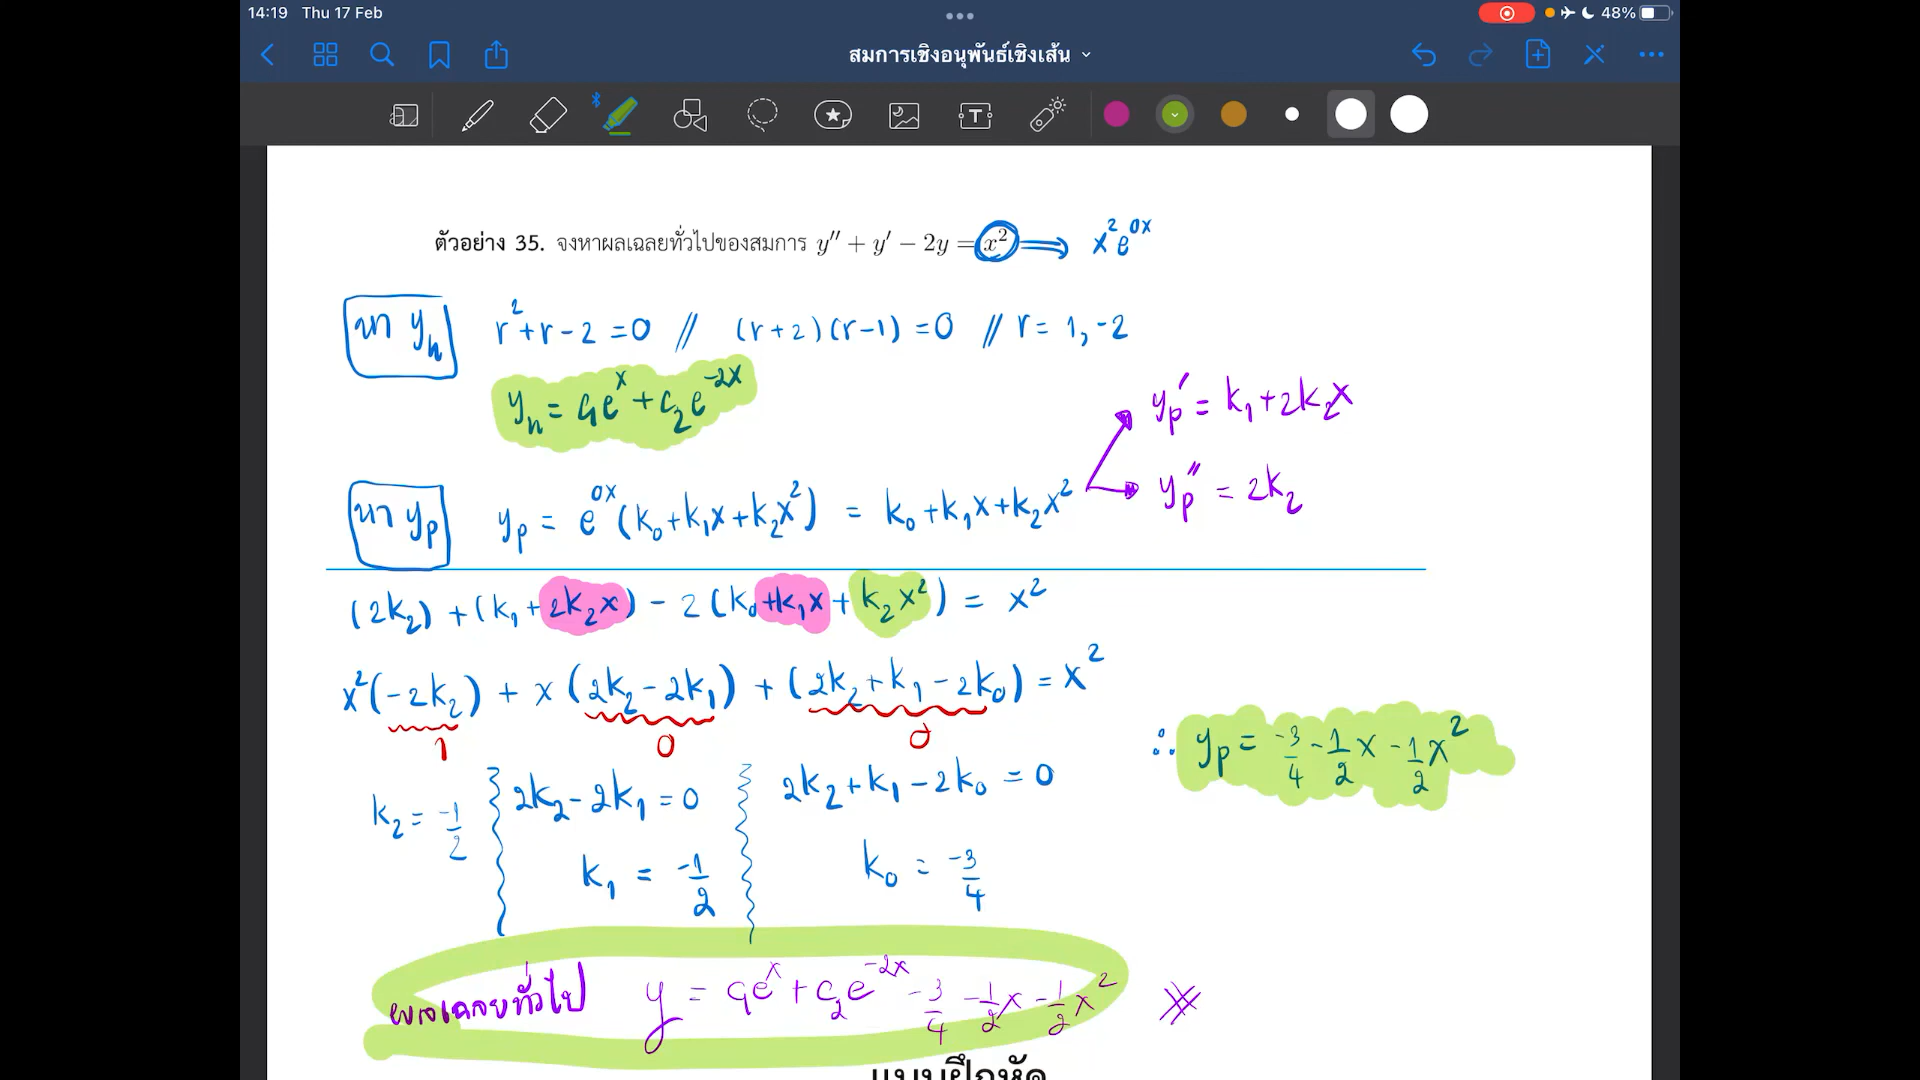 14:19 Thu 17 Feb
48%
สมการเชิงอนุพันธ์เชิงเส้น
T
ตัวอย่าง 35. จงหาผลเฉลยทั่วไปของสมการ y'' + y' − 2y = x² → x²e^{0x}
หา y_h r² + r − 2 = 0 // (r+2)(r−1) = 0 // r = 1, −2
y_h = c₁e^x + c₂e^{−2x}
y_p' = k₁ + 2k₂x
y_p'' = 2k₂
หา y_p y_p = e^{0x}(k₀ + k₁x + k₂x²) = k₀ + k₁x + k₂x²
(2k₂) + (k₁ + 2k₂x) − 2(k₀ + k₁x + k₂x²) = x²
x²(−2k₂) + x(2k₂ − 2k₁) + (2k₂ + k₁ − 2k₀) = x²
1 0 0
∴ y_p = −3/4 − 1/2 x − 1/2 x²
k₂ = −1/2 2k₂ − 2k₁ = 0 2k₂ + k₁ − 2k₀ = 0
k₁ = −1/2 k₀ = −3/4
ผลเฉลยทั่วไป y = c₁e^x + c₂e^{−2x} − 3/4 − 1/2 x − 1/2 x²
แบบฝึกหัด